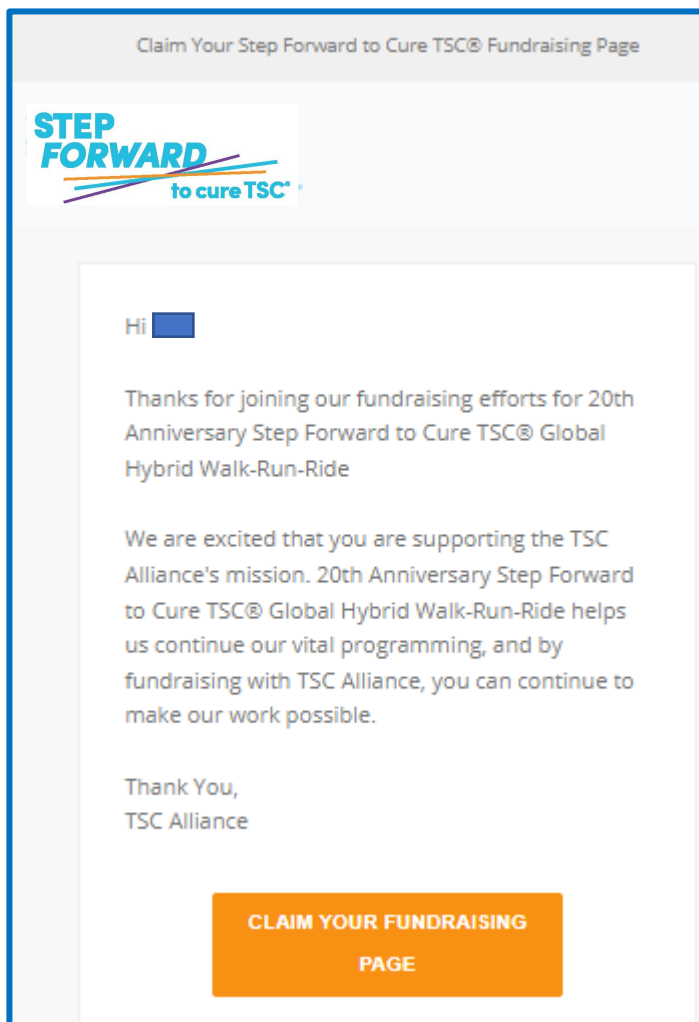 Claim Your Step Forward to Cure TSC® Fundraising Page
STEP
FORWARD
to cure TSC®
Hi
Thanks for joining our fundraising efforts for 20th
Anniversary Step Forward to Cure TSC® Global
Hybrid Walk-Run-Ride
We are excited that you are supporting the TSC
Alliance's mission. 20th Anniversary Step Forward
to Cure TSC® Global Hybrid Walk-Run-Ride helps
us continue our vital programming, and by
fundraising with TSC Alliance, you can continue to
make our work possible.
Thank You,
TSC Alliance
CLAIM YOUR FUNDRAISING
PAGE